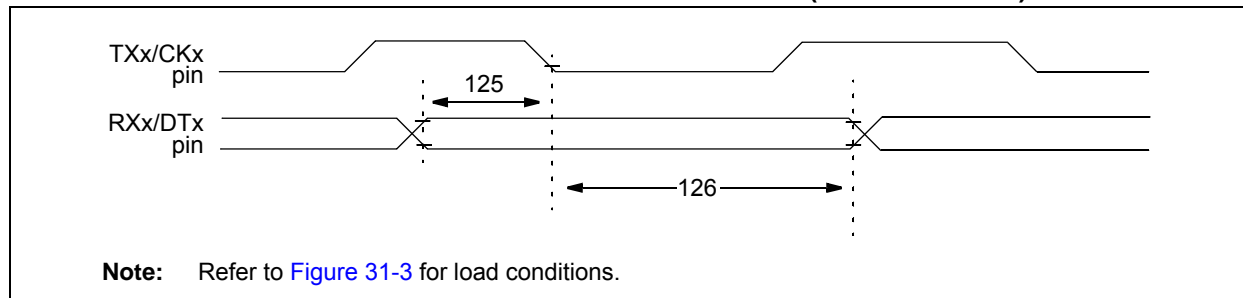 TXx/CKx
pin
125
RXx/DTx
pin
126
Note: Refer to Figure 31-3 for load conditions.